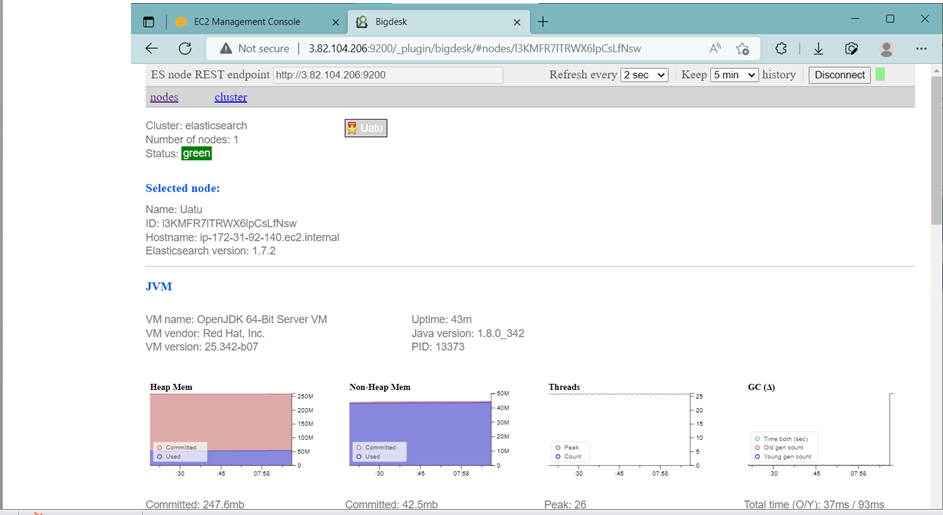 EC2 Management Console
Bigdesk
Not secure | 3.82.104.206:9200/_plugin/bigdesk/#nodes/l3KMFR7lTRWX6lpCsLfNsw
ES node REST endpoint http://3.82.104.206:9200 Refresh every 2 sec Keep 5 min history Disconnect
nodes cluster
Cluster: elasticsearch
Number of nodes: 1
Status: green
Uatu
Selected node:
Name: Uatu
ID: l3KMFR7lTRWX6lpCsLfNsw
Hostname: ip-172-31-92-140.ec2.internal
Elasticsearch version: 1.7.2
JVM
VM name: OpenJDK 64-Bit Server VM
VM vendor: Red Hat, Inc.
VM version: 25.342-b07
Uptime: 43m
Java version: 1.8.0_342
PID: 13373
Heap Mem
250M
200M
150M
100M
50M
0
Committed
Used
:30 :45 07:58
Committed: 247.6mb
Non-Heap Mem
50M
40M
30M
20M
10M
0
Committed
Used
:30 :45 07:58
Committed: 42.5mb
Threads
25
20
15
10
5
0
Peak
Count
:30 :45 07:58
Peak: 26
GC (Δ)
Time both (sec)
Old gen count
Young gen count
0
:30 :45 07:58
Total time (O/Y): 37ms / 93ms